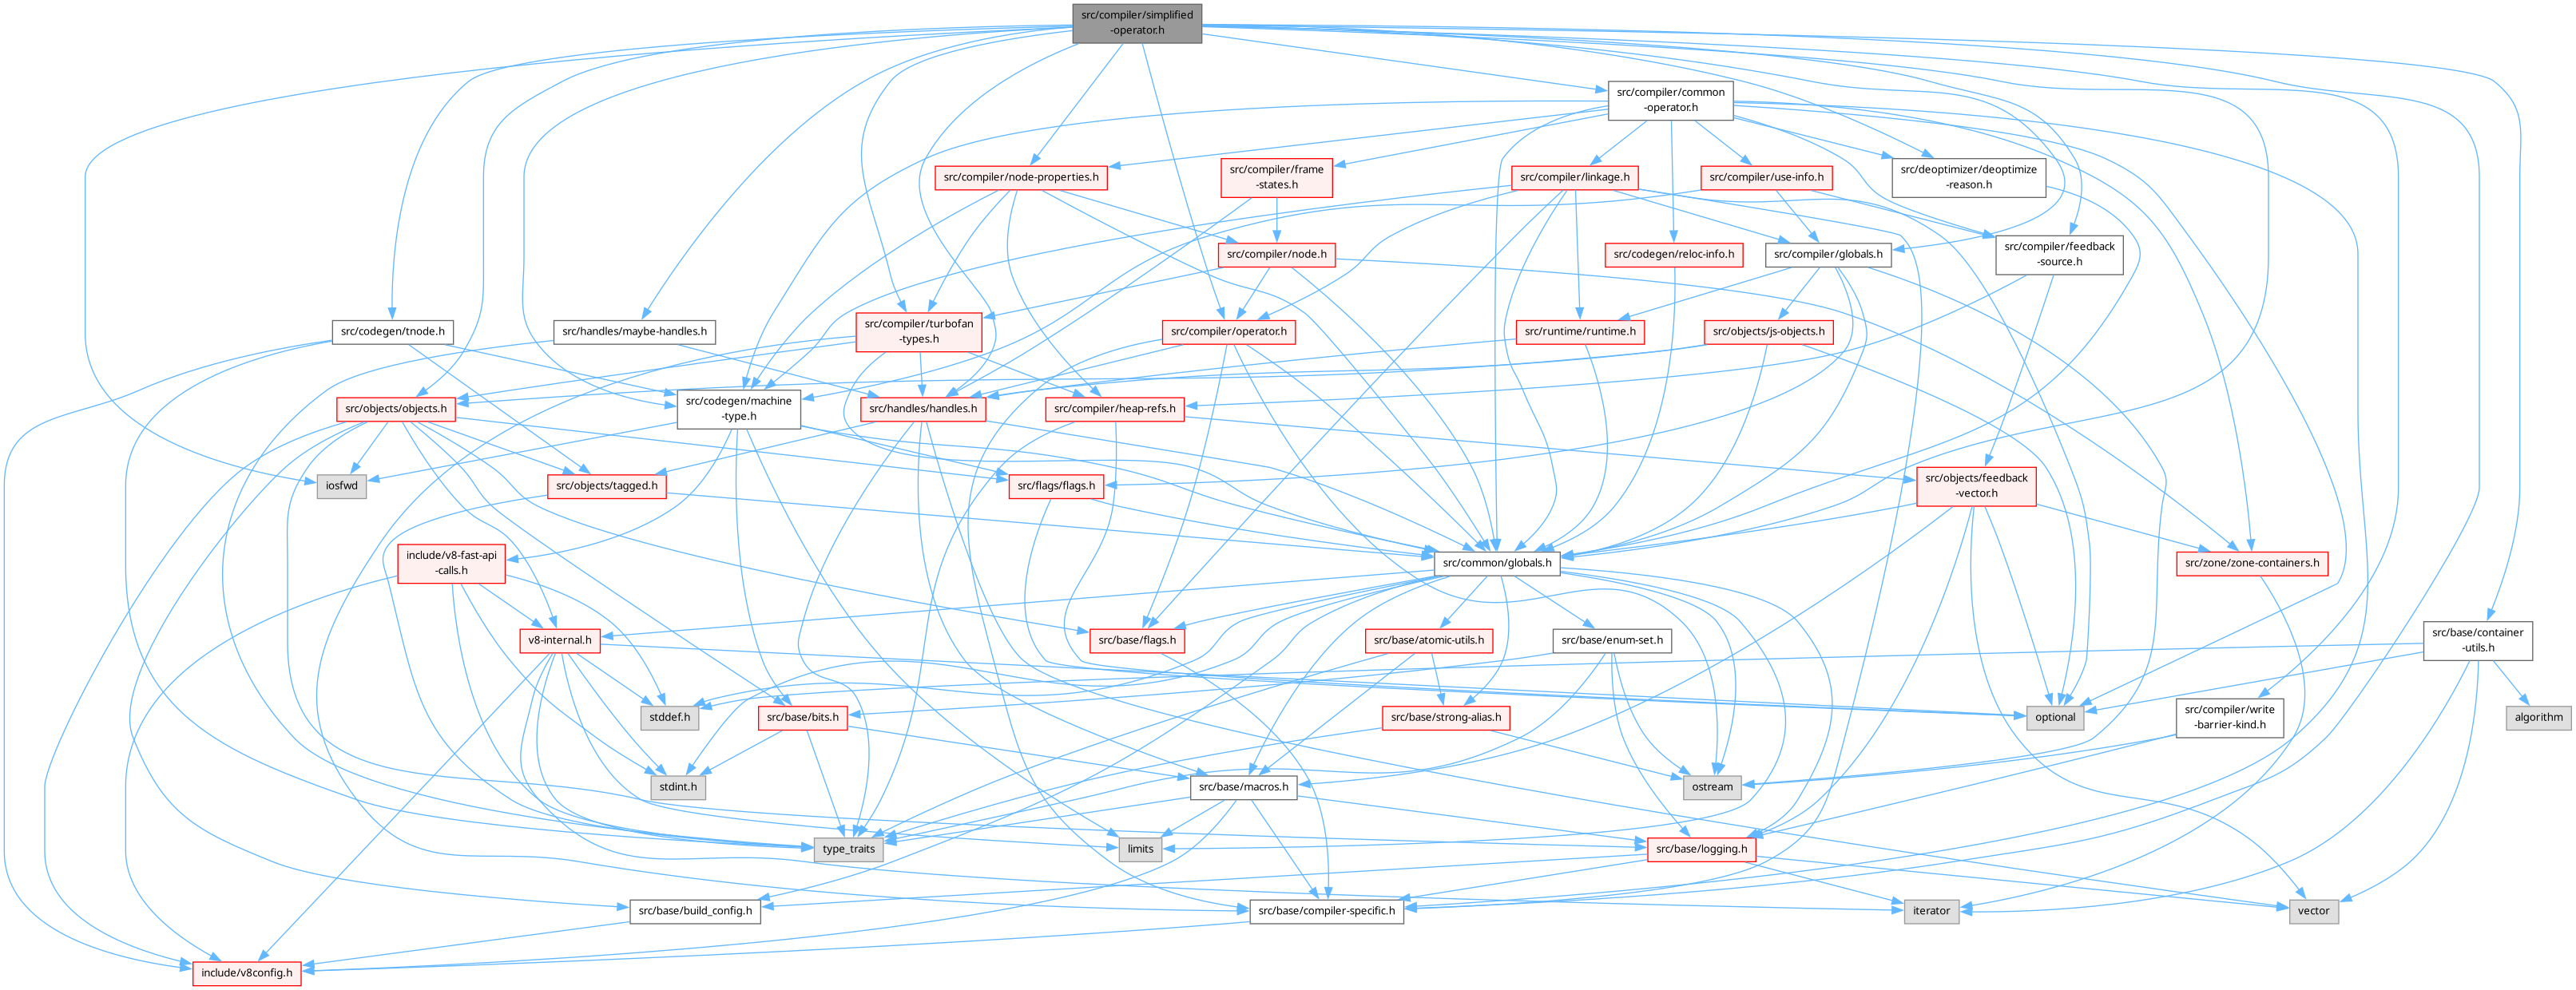 src/compiler/simplified
-operator.h
src/compiler/common
-operator.h
src/compiler/node-properties.h
src/compiler/frame
-states.h
src/compiler/linkage.h
src/compiler/use-info.h
src/deoptimizer/deoptimize
-reason.h
src/compiler/node.h
src/codegen/reloc-info.h
src/compiler/globals.h
src/compiler/feedback
-source.h
src/codegen/tnode.h
src/handles/maybe-handles.h
src/compiler/turbofan
-types.h
src/compiler/operator.h
src/runtime/runtime.h
src/objects/js-objects.h
src/objects/objects.h
src/codegen/machine
-type.h
src/handles/handles.h
src/compiler/heap-refs.h
iosfwd
src/objects/tagged.h
src/flags/flags.h
src/objects/feedback
-vector.h
include/v8-fast-api
-calls.h
src/common/globals.h
src/zone/zone-containers.h
v8-internal.h
src/base/flags.h
src/base/atomic-utils.h
src/base/enum-set.h
src/base/container
-utils.h
stddef.h
src/base/bits.h
src/base/strong-alias.h
optional
src/compiler/write
-barrier-kind.h
algorithm
stdint.h
src/base/macros.h
ostream
type_traits
limits
src/base/logging.h
src/base/build_config.h
src/base/compiler-specific.h
iterator
vector
include/v8config.h